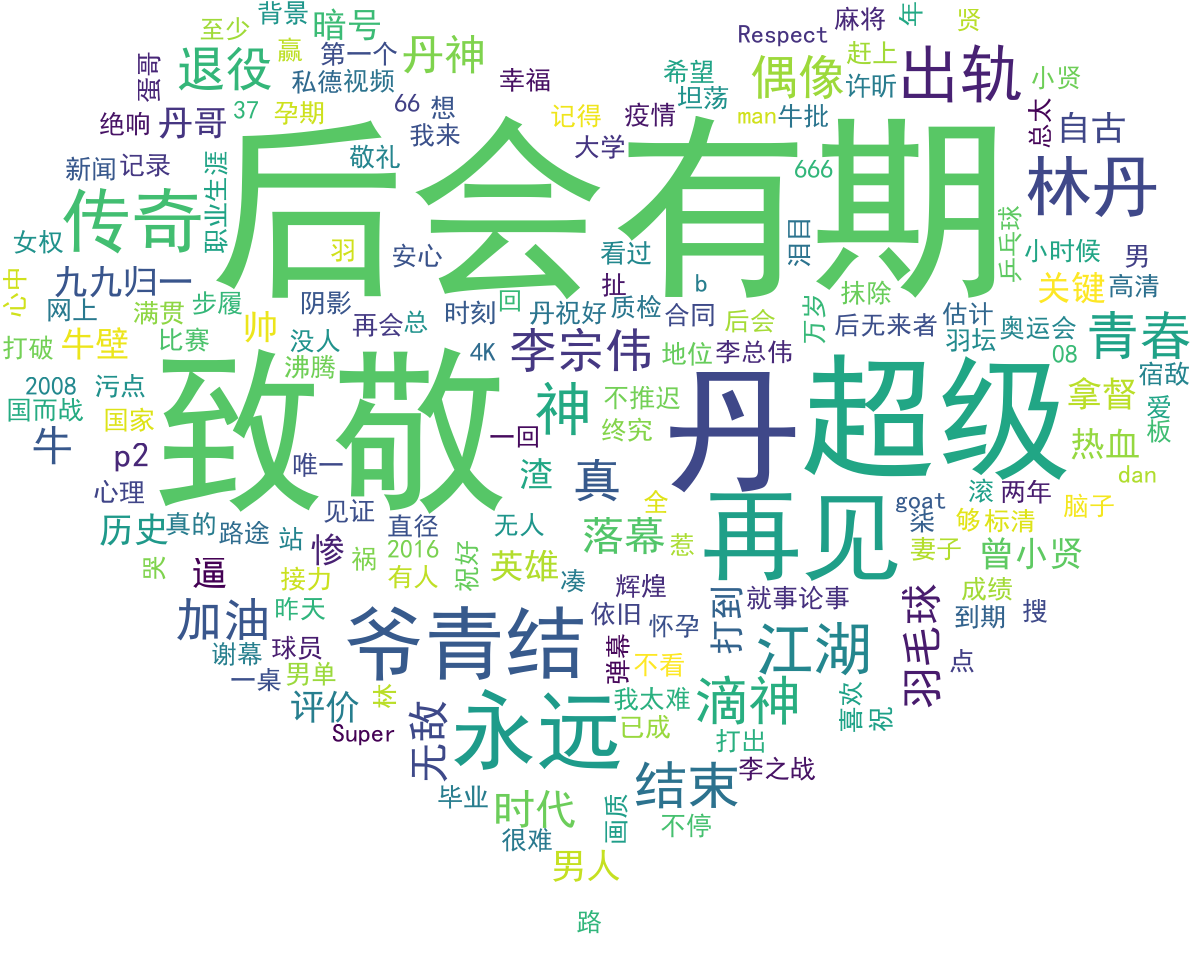 背景
年
至少
暗号
麻将
贤
Respect
赢
第一个
丹神
赶上
退役
偶像
出轨
蛋哥
私德视频
幸福
希望
许昕
小贤
坦荡
37
孕期
66
想
记得
疫情
man
牛批
总太
绝响
丹哥
我来
自古
大学
新闻
记录
敬礼
666
后会有期
林丹
传奇
职业生涯
女权
羽
安心
看过
泪目
乒乓球
小时候
男
心中
九九归一
扯
b
关键
高清
网上
满贯
步履
阴影
时刻
回
丹祝好
质检
合同
抹除
后会
万岁
后无来者
估计
奥运会
再会
总
打破
牛壁
比赛
帅
没人
4K
李宗伟
地位
李总伟
羽坛
08
青春
沸腾
宿敌
2008
污点
致敬
神
不推迟
丹
超级
拿督
国而战
国家
终究
爱
板
牛
p2
一回
热血
唯一
渣
真
dan
心理
全
goat
滚
两年
脑子
历史
真的
路途
站
见证
直径
无人
落幕
再见
柒
够
标清
惨
2016
惹
妻子
曾小贤
哭
逼
接力
祸
有人
祝好
英雄
凑
辉煌
成绩
加油
昨天
依旧
怀孕
打到
就事论事
羽毛球
到期
搜
谢幕
球员
爷青结
弹幕
不看
江湖
点
一桌
男单
评价
林
我太难
滴神
喜欢
祝
Super
无敌
永远
已成
打出
结束
李之战
毕业
时代
画质
不停
很难
男人
路